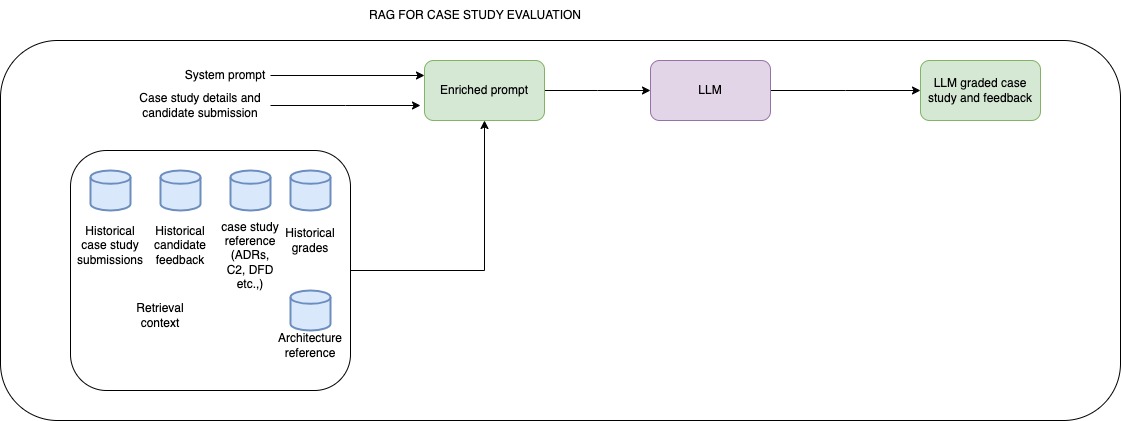 RAG FOR CASE STUDY EVALUATION
System prompt
Case study details and
candidate submission
Enriched prompt
LLM
LLM graded case
study and feedback
Historical
case study
submissions
Historical
candidate
feedback
case study
reference
(ADRs,
C2, DFD
etc.,)
Historical
grades
Retrieval
context
Architecture
reference